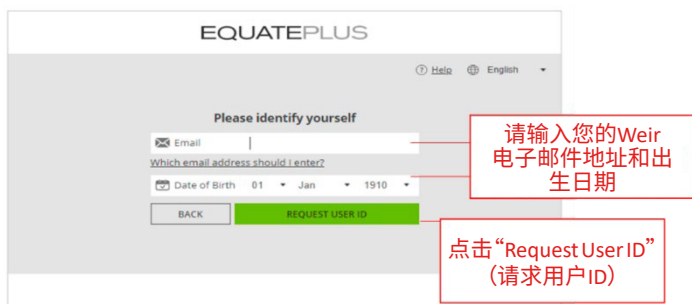 EQUATEPLUS
Help English
Please identify yourself
Email
Which email address should I enter?
Date of Birth 01 Jan 1910
BACK REQUEST USER ID
请输入您的Weir
电子邮件地址和出
生日期
点击“Request User ID”
（请求用户ID）